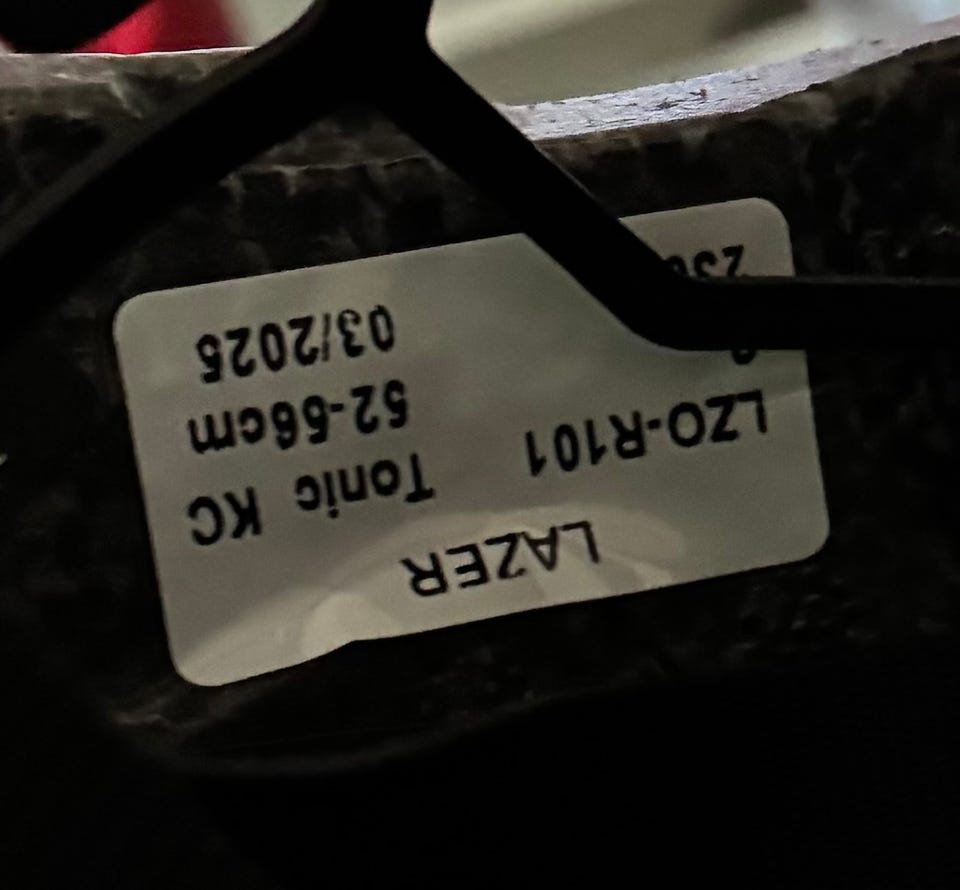 LAZER
LZO-R101 Tonic KC
52-56cm
03/2025